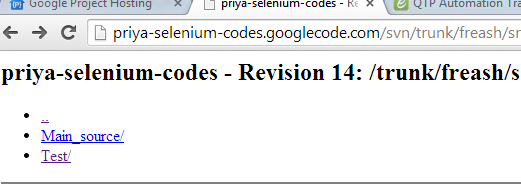 Google Project Hosting
priya-selenium-codes - Re
QTP Automation Tra
priya-selenium-codes.googlecode.com/svn/trunk/freash/sr
priya-selenium-codes - Revision 14: /trunk/freash/s
..
Main_source/
Test/